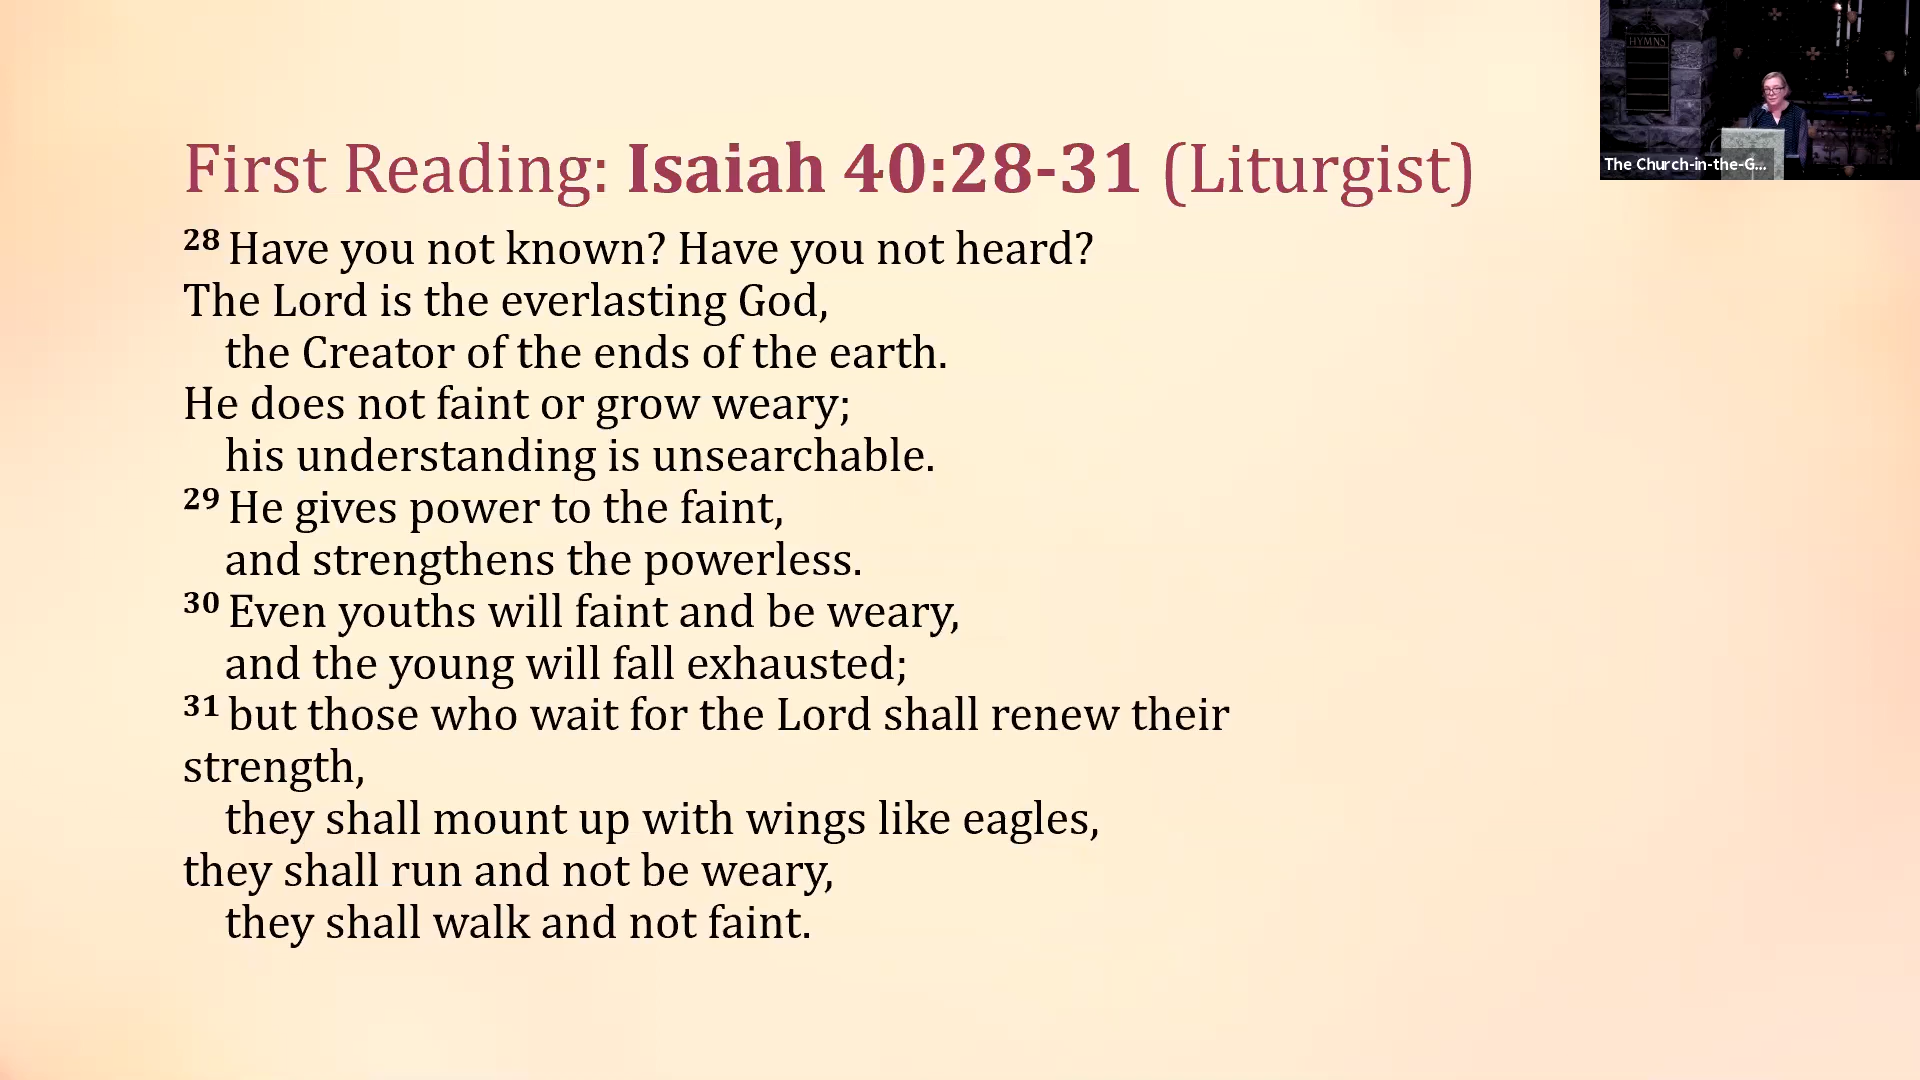 First Reading: Isaiah 40:28-31 (Liturgist)
28 Have you not known? Have you not heard?
The Lord is the everlasting God,
the Creator of the ends of the earth.
He does not faint or grow weary;
his understanding is unsearchable.
29 He gives power to the faint,
and strengthens the powerless.
30 Even youths will faint and be weary,
and the young will fall exhausted;
31 but those who wait for the Lord shall renew their
strength,
they shall mount up with wings like eagles,
they shall run and not be weary,
they shall walk and not faint.
HYMNS
The Church-in-the-G...